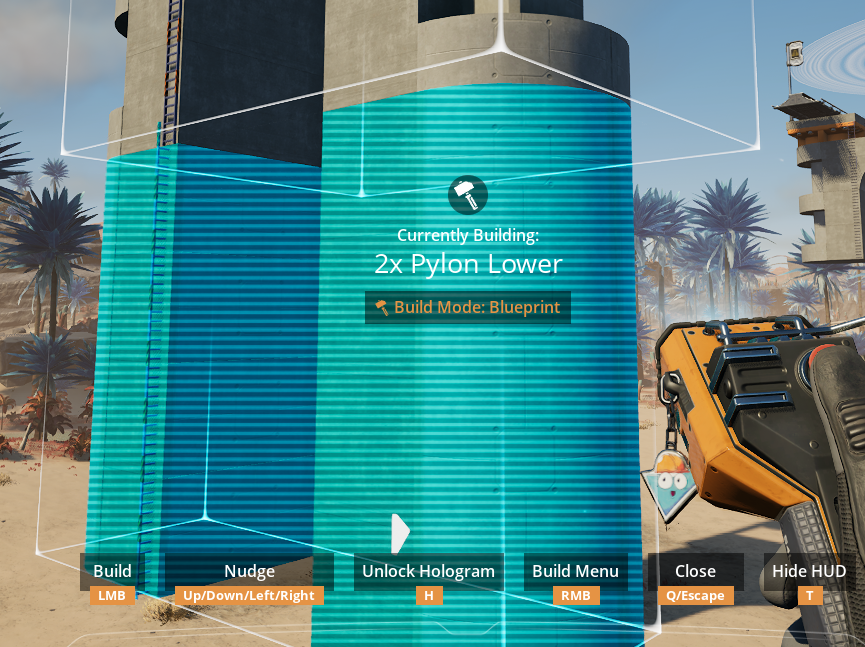 Currently Building:
2x Pylon Lower
Build Mode: Blueprint
Build
Nudge
Unlock Hologram
Build Menu
Close
Hide HUD
LMB
Up/Down/Left/Right
H
RMB
Q/Escape
T